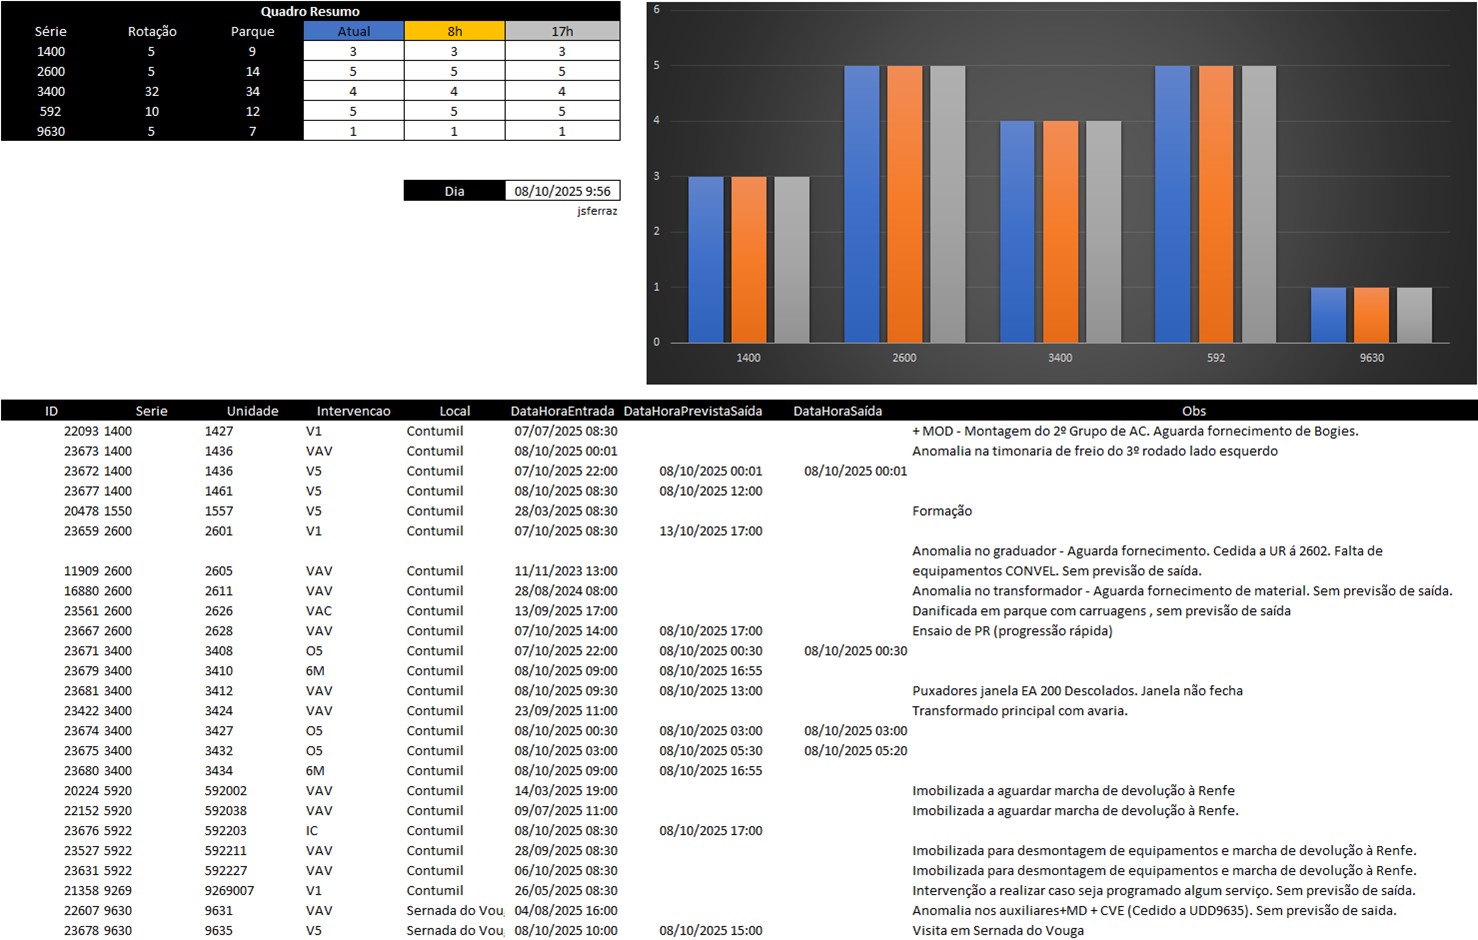 Quadro Resumo
Série Rotação Parque Atual 8h 17h
1400 5 9 3 3 3
2600 5 14 5 5 5
3400 32 34 4 4 4
592 10 12 5 5 5
9630 5 7 1 1 1
Dia 08/10/2025 9:56
jsferraz
6
5
4
3
2
1
0
1400 2600 3400 592 9630
ID Serie Unidade Intervencao Local DataHoraEntrada DataHoraPrevistaSaída DataHoraSaída Obs
22093 1400 1427 V1 Contumil 07/07/2025 08:30 + MOD - Montagem do 2º Grupo de AC. Aguarda fornecimento de Bogies.
23673 1400 1436 VAV Contumil 08/10/2025 00:01 Anomalia na timonaria de freio do 3º rodado lado esquerdo
23672 1400 1436 V5 Contumil 07/10/2025 22:00 08/10/2025 00:01 08/10/2025 00:01
23677 1400 1461 V5 Contumil 08/10/2025 08:30 08/10/2025 12:00
20478 1550 1557 V5 Contumil 28/03/2025 08:30 Formação
23659 2600 2601 V1 Contumil 07/10/2025 08:30 13/10/2025 17:00
Anomalia no graduador - Aguarda fornecimento. Cedida a UR á 2602. Falta de
11909 2600 2605 VAV Contumil 11/11/2023 13:00 equipamentos CONVEL. Sem previsão de saída.
16880 2600 2611 VAV Contumil 28/08/2024 08:00 Anomalia no transformador - Aguarda fornecimento de material. Sem previsão de saída.
23561 2600 2626 VAC Contumil 13/09/2025 17:00 Danificada em parque com carruagens , sem previsão de saída
23667 2600 2628 VAV Contumil 07/10/2025 14:00 08/10/2025 17:00 Ensaio de PR (progressão rápida)
23671 3400 3408 O5 Contumil 07/10/2025 22:00 08/10/2025 00:30 08/10/2025 00:30
23679 3400 3410 6M Contumil 08/10/2025 09:00 08/10/2025 16:55
23681 3400 3412 VAV Contumil 08/10/2025 09:30 08/10/2025 13:00 Puxadores janela EA 200 Descolados. Janela não fecha
23422 3400 3424 VAV Contumil 23/09/2025 11:00 Transformado principal com avaria.
23674 3400 3427 O5 Contumil 08/10/2025 00:30 08/10/2025 03:00 08/10/2025 03:00
23675 3400 3432 O5 Contumil 08/10/2025 03:00 08/10/2025 05:30 08/10/2025 05:20
23680 3400 3434 6M Contumil 08/10/2025 09:00 08/10/2025 16:55
20224 5920 592002 VAV Contumil 14/03/2025 19:00 Imobilizada a aguardar marcha de devolução à Renfe
22152 5920 592038 VAV Contumil 09/07/2025 11:00 Imobilizada a aguardar marcha de devolução à Renfe.
23676 5922 592203 IC Contumil 08/10/2025 08:30 08/10/2025 17:00
23527 5922 592211 VAV Contumil 28/09/2025 08:30 Imobilizada para desmontagem de equipamentos e marcha de devolução à Renfe.
23631 5922 592227 VAV Contumil 06/10/2025 08:30 Imobilizada para desmontagem de equipamentos e marcha de devolução à Renfe.
21358 9269 9269007 V1 Contumil 26/05/2025 08:30 Intervenção a realizar caso seja programado algum serviço. Sem previsão de saída.
22607 9630 9631 VAV Sernada do Vou 04/08/2025 16:00 Anomalia nos auxiliares+MD + CVE (Cedido a UDD9635). Sem previsão de saida.
23678 9630 9635 V5 Sernada do Vou 08/10/2025 10:00 08/10/2025 15:00 Visita em Sernada do Vouga